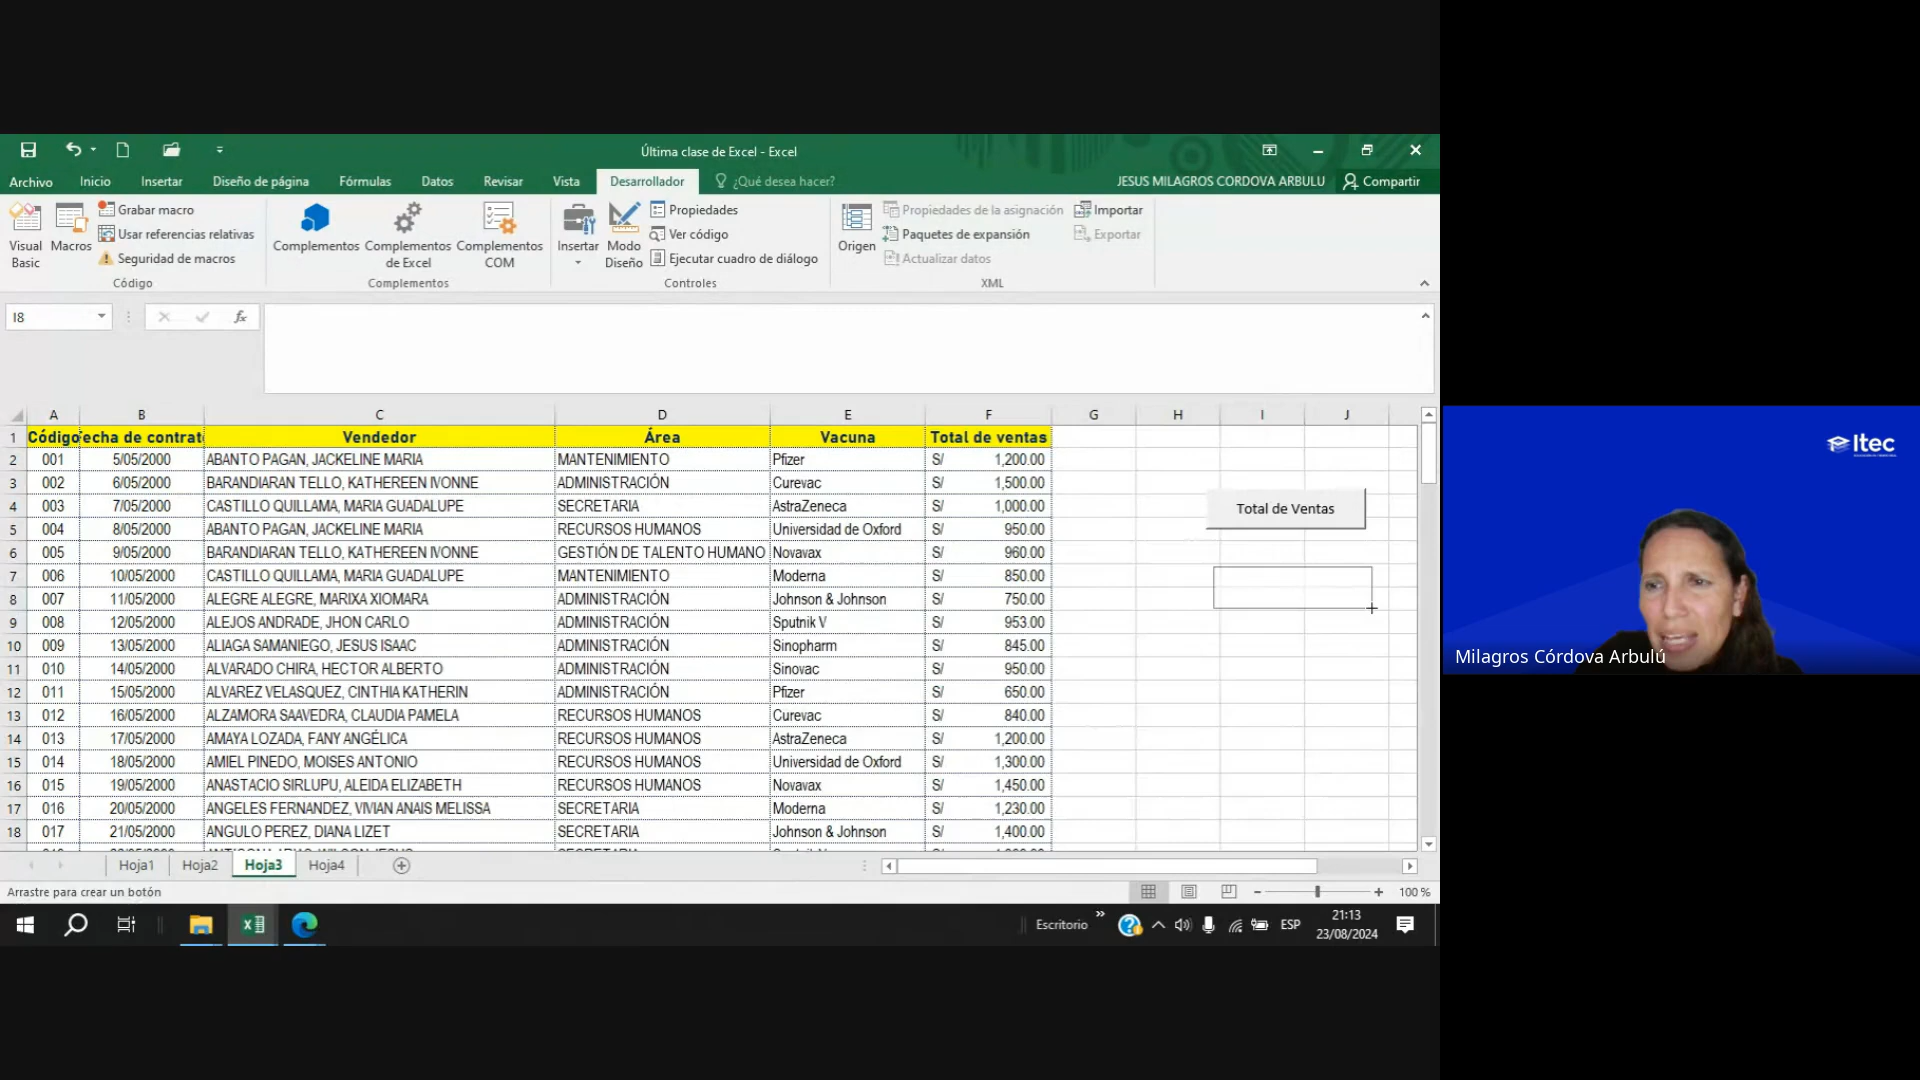 Última clase de Excel - Excel
Archivo Inicio Insertar Diseño de página Fórmulas Datos Revisar Vista Desarrollador ¿Qué desea hacer? JESUS MILAGROS CORDOVA ARBULU Compartir
Visual Basic
Macros
Grabar macro
Usar referencias relativas
Seguridad de macros
Código
Complementos
Complementos de Excel
Complementos COM
Complementos
Insertar
Modo Diseño
Propiedades
Ver código
Ejecutar cuadro de diálogo
Controles
Origen
Propiedades de la asignación
Paquetes de expansión
Actualizar datos
Importar
Exportar
XML
I8
fx
A B C D E F G H I J
1 Código Fecha de contrat Vendedor Área Vacuna Total de ventas
2 001 5/05/2000 ABANTO PAGAN, JACKELINE MARIA MANTENIMIENTO Pfizer S/ 1,200.00
3 002 6/05/2000 BARANDIARAN TELLO, KATHEREEN IVONNE ADMINISTRACIÓN Curevac S/ 1,500.00
4 003 7/05/2000 CASTILLO QUILLAMA, MARIA GUADALUPE SECRETARIA AstraZeneca S/ 1,000.00
5 004 8/05/2000 ABANTO PAGAN, JACKELINE MARIA RECURSOS HUMANOS Universidad de Oxford S/ 950.00
6 005 9/05/2000 BARANDIARAN TELLO, KATHEREEN IVONNE GESTIÓN DE TALENTO HUMANO Novavax S/ 960.00
7 006 10/05/2000 CASTILLO QUILLAMA, MARIA GUADALUPE MANTENIMIENTO Moderna S/ 850.00
8 007 11/05/2000 ALEGRE ALEGRE, MARIXA XIOMARA ADMINISTRACIÓN Johnson & Johnson S/ 750.00
9 008 12/05/2000 ALEJOS ANDRADE, JHON CARLO ADMINISTRACIÓN Sputnik V S/ 953.00
10 009 13/05/2000 ALIAGA SAMANIEGO, JESUS ISAAC ADMINISTRACIÓN Sinopharm S/ 845.00
11 010 14/05/2000 ALVARADO CHIRA, HECTOR ALBERTO ADMINISTRACIÓN Sinovac S/ 950.00
12 011 15/05/2000 ALVAREZ VELASQUEZ, CINTHIA KATHERIN ADMINISTRACIÓN Pfizer S/ 650.00
13 012 16/05/2000 ALZAMORA SAAVEDRA, CLAUDIA PAMELA RECURSOS HUMANOS Curevac S/ 840.00
14 013 17/05/2000 AMAYA LOZADA, FANY ANGÉLICA RECURSOS HUMANOS AstraZeneca S/ 1,200.00
15 014 18/05/2000 AMIEL PINEDO, MOISES ANTONIO RECURSOS HUMANOS Universidad de Oxford S/ 1,300.00
16 015 19/05/2000 ANASTACIO SIRLUPU, ALEIDA ELIZABETH RECURSOS HUMANOS Novavax S/ 1,450.00
17 016 20/05/2000 ANGELES FERNANDEZ, VIVIAN ANAIS MELISSA SECRETARIA Moderna S/ 1,230.00
18 017 21/05/2000 ANGULO PEREZ, DIANA LIZET SECRETARIA Johnson & Johnson S/ 1,400.00
Total de Ventas
Hoja1 Hoja2 Hoja3 Hoja4
Arrastre para crear un botón
100 %
Escritorio
ESP
21:13
23/08/2024
Itec
Milagros Córdova Arbulú